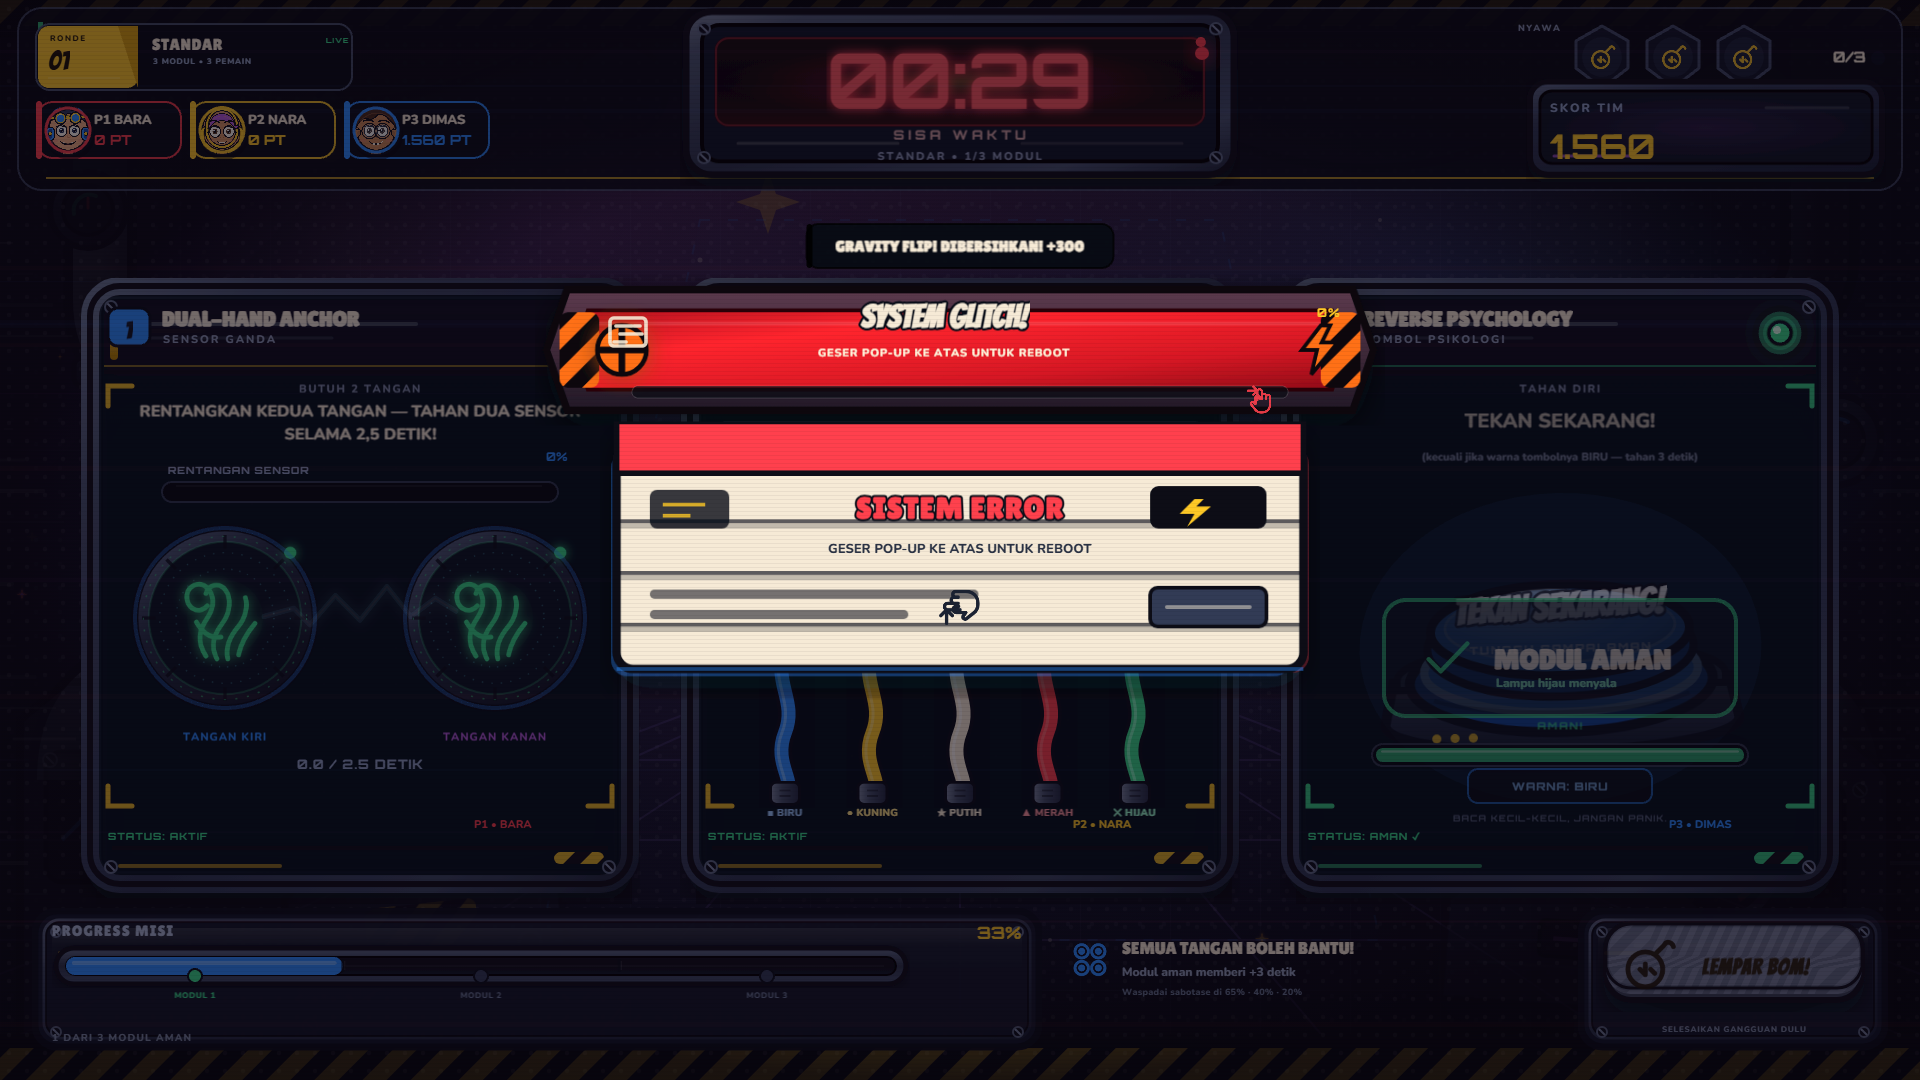 RONDE
01
STANDAR
3 MODUL • 3 PEMAIN
LIVE
P1 BARA
0 PT
P2 NARA
0 PT
P3 DIMAS
1.560 PT
00:29
SISA WAKTU
STANDAR • 1/3 MODUL
NYAWA
0/3
SKOR TIM
1.560
GRAVITY FLIP! DIBERSIHKAN! +300
SYSTEM GLITCH!
0%
GESER POP-UP KE ATAS UNTUK REBOOT
SISTEM ERROR
GESER POP-UP KE ATAS UNTUK REBOOT
1
DUAL-HAND ANCHOR
SENSOR GANDA
BUTUH 2 TANGAN
RENTANGKAN KEDUA TANGAN — TAHAN DUA SENSOR
SELAMA 2,5 DETIK!
0%
RENTANGAN SENSOR
TANGAN KIRI
TANGAN KANAN
0.0 / 2.5 DETIK
P1 • BARA
STATUS: AKTIF
■ BIRU
● KUNING
★ PUTIH
▲ MERAH
✕ HIJAU
P2 • NARA
STATUS: AKTIF
REVERSE PSYCHOLOGY
TOMBOL PSIKOLOGI
TAHAN DIRI
TEKAN SEKARANG!
(kecuali jika warna tombolnya BIRU — tahan 3 detik)
TEKAN SEKARANG!
MODUL AMAN
Lampu hijau menyala
AMAN!
WARNA: BIRU
BACA KECIL-KECIL, JANGAN PANIK.
P3 • DIMAS
STATUS: AMAN ✓
PROGRESS MISI
33%
MODUL 1
MODUL 2
MODUL 3
1 DARI 3 MODUL AMAN
SEMUA TANGAN BOLEH BANTU!
Modul aman memberi +3 detik
Waspadai sabotase di 65% · 40% · 20%
LEMPAR BOM!
SELESAIKAN GANGGUAN DULU